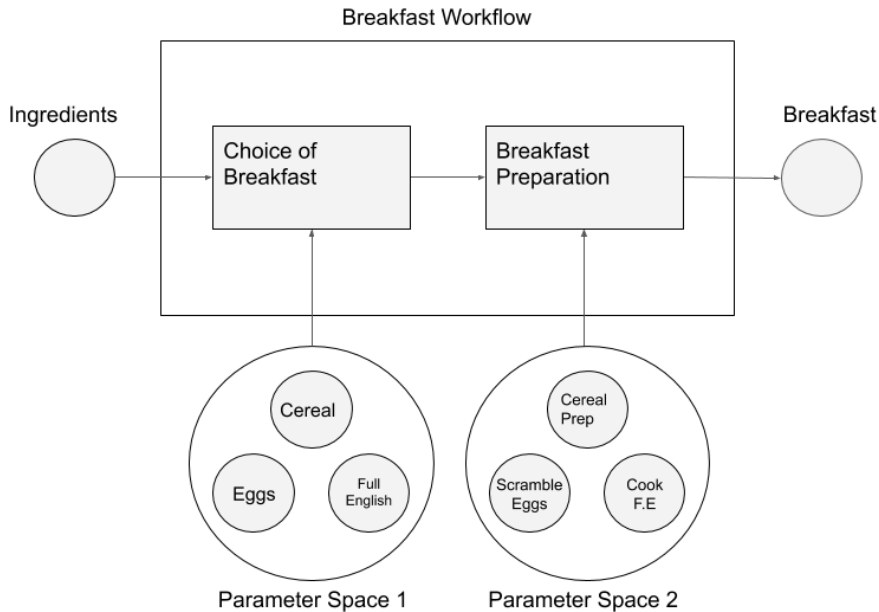 Breakfast Workflow
Ingredients
Breakfast
Choice of
Breakfast
Breakfast
Preparation
Cereal
Eggs
Full
English
Cereal
Prep
Scramble
Eggs
Cook
F.E
Parameter Space 1
Parameter Space 2